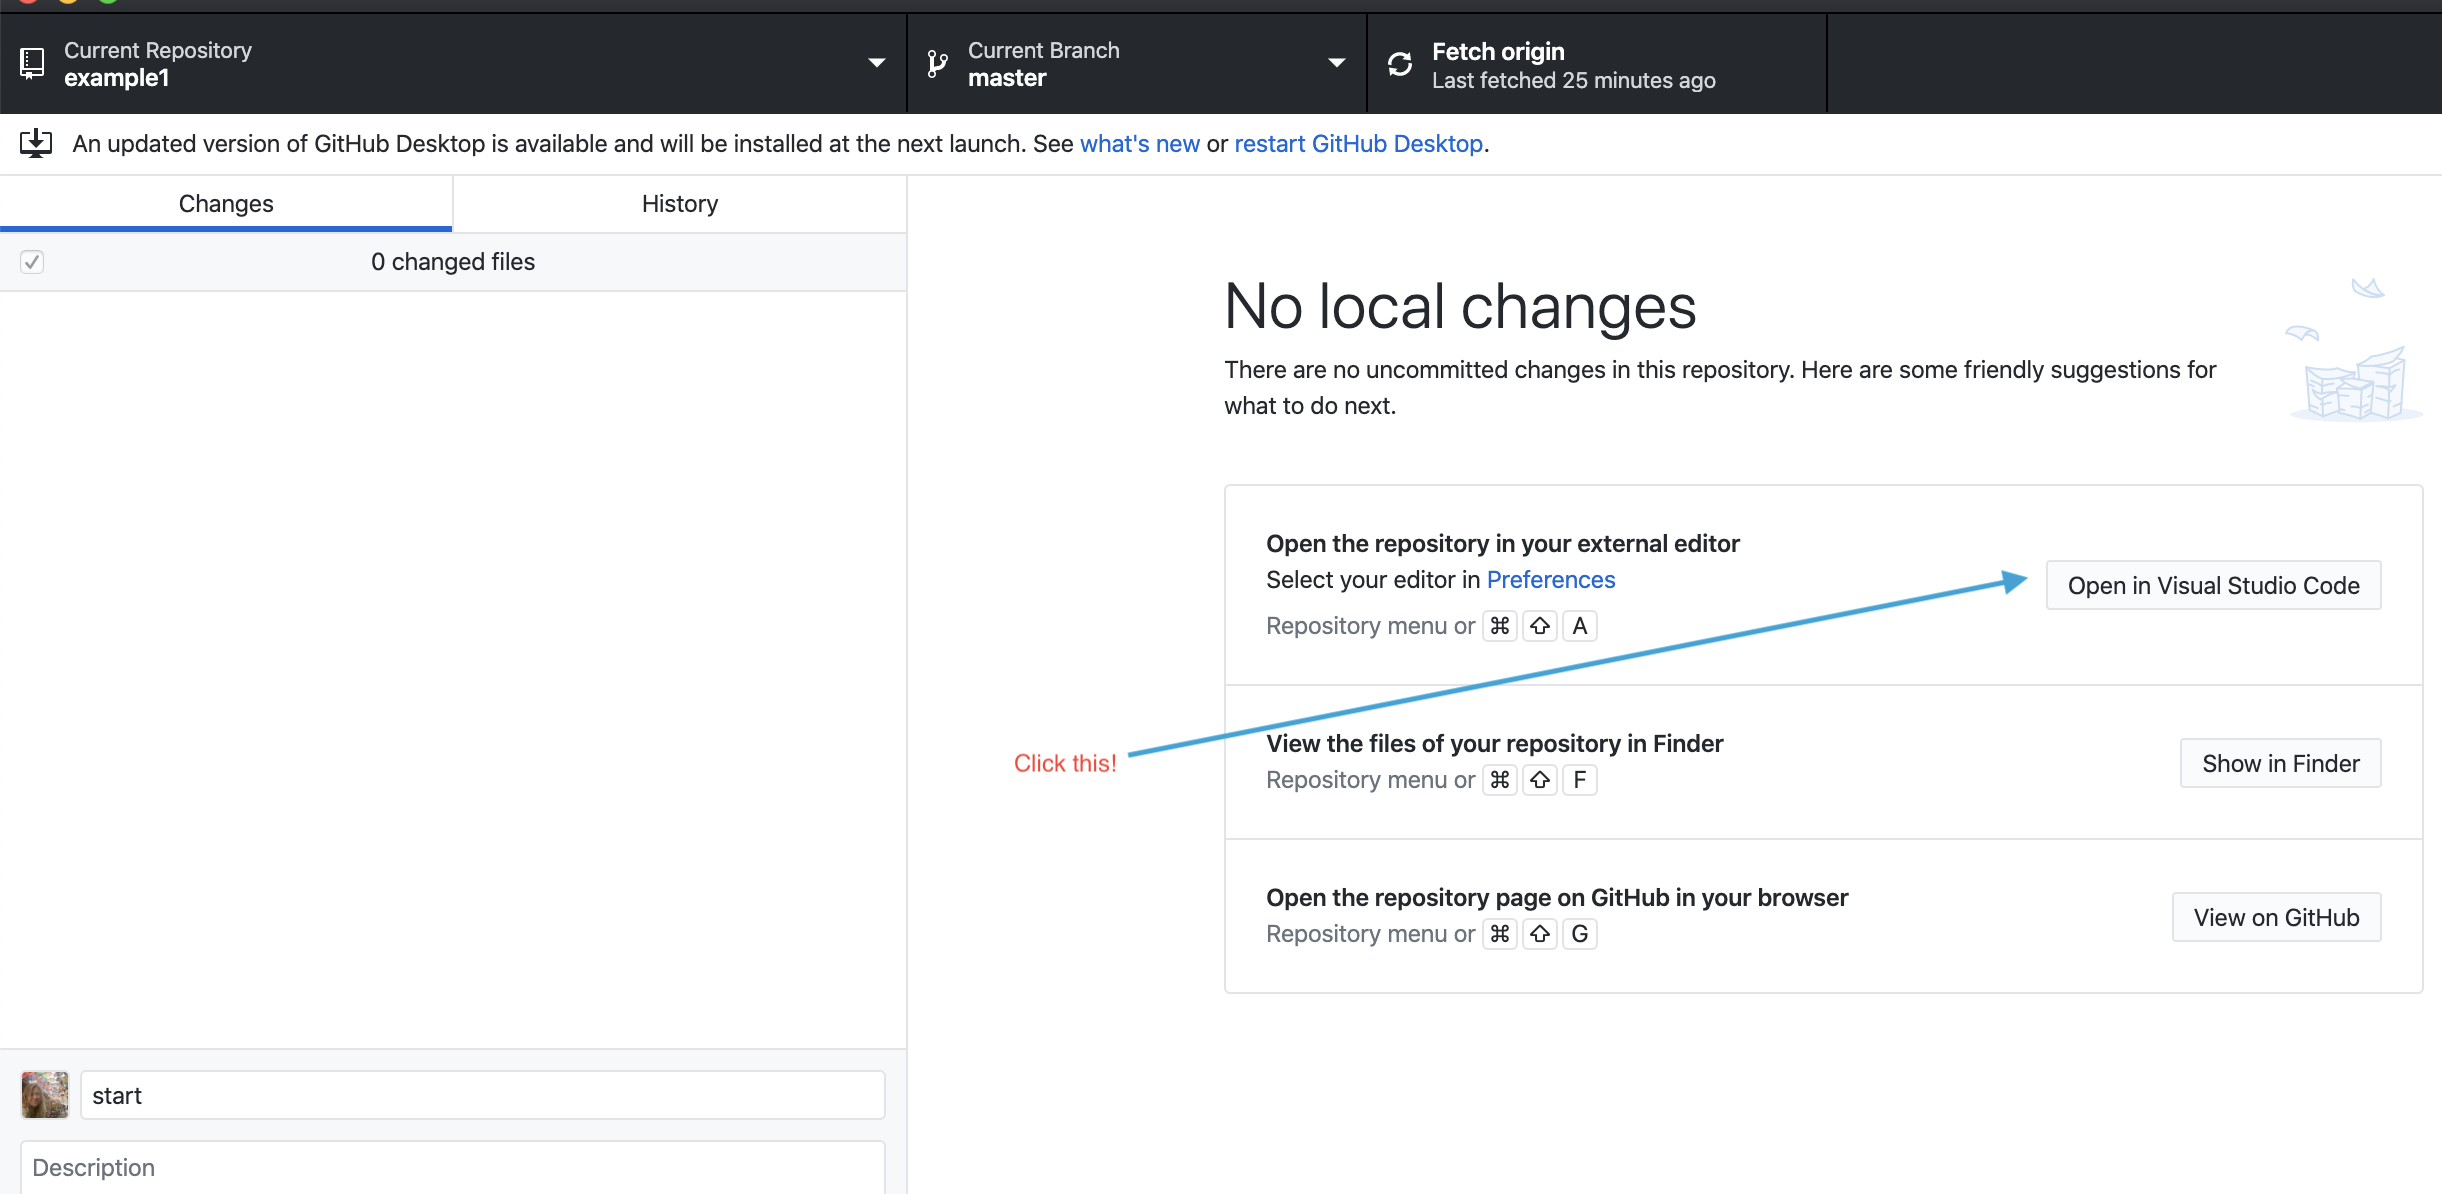 Current Repository
example1
Current Branch
master
Fetch origin
Last fetched 25 minutes ago
An updated version of GitHub Desktop is available and will be installed at the next launch. See what's new or restart GitHub Desktop.
Changes
History
0 changed files
No local changes
There are no uncommitted changes in this repository. Here are some friendly suggestions for
what to do next.
Open the repository in your external editor
Select your editor in Preferences
Repository menu or ⌘ ⇧ A
Open in Visual Studio Code
Click this!
View the files of your repository in Finder
Repository menu or ⌘ ⇧ F
Show in Finder
Open the repository page on GitHub in your browser
Repository menu or ⌘ ⇧ G
View on GitHub
start
Description